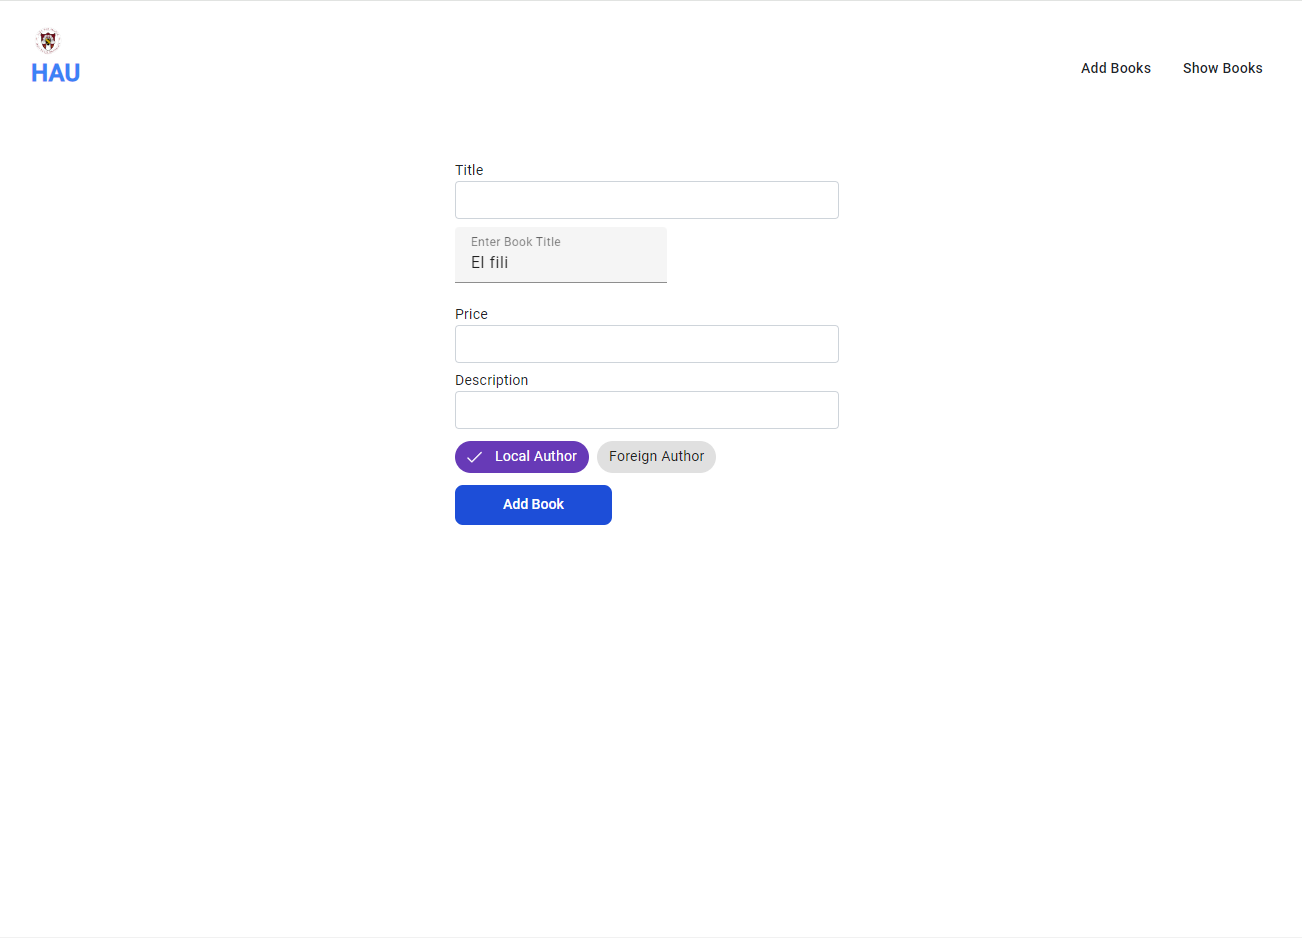 HAU
Add Books
Show Books
Title
Enter Book Title
El fili
Price
Description
Local Author
Foreign Author
Add Book